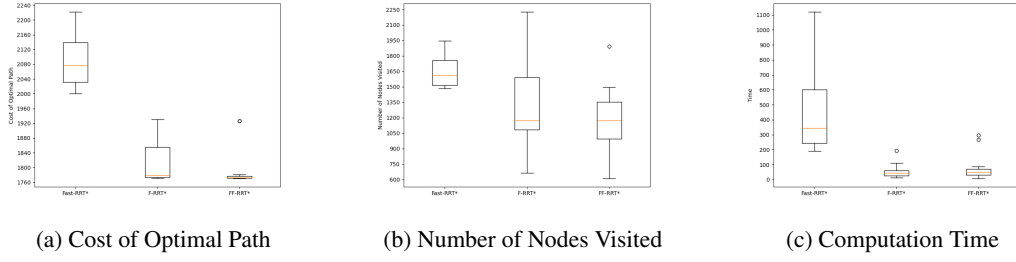 2240
2200
2160
2120
2080
2040
2000
1960
1920
1880
1840
1800
1760
Cost of Optimal Path
Fast-RRT*
F-RRT*
FF-RRT*
2250
2100
1950
1800
1650
1500
1350
1200
1050
900
750
600
Number of Nodes Visited
Fast-RRT*
F-RRT*
FF-RRT*
1100
1000
900
800
700
600
500
400
300
200
100
0
Time
Fast-RRT*
F-RRT*
FF-RRT*
(a) Cost of Optimal Path
(b) Number of Nodes Visited
(c) Computation Time